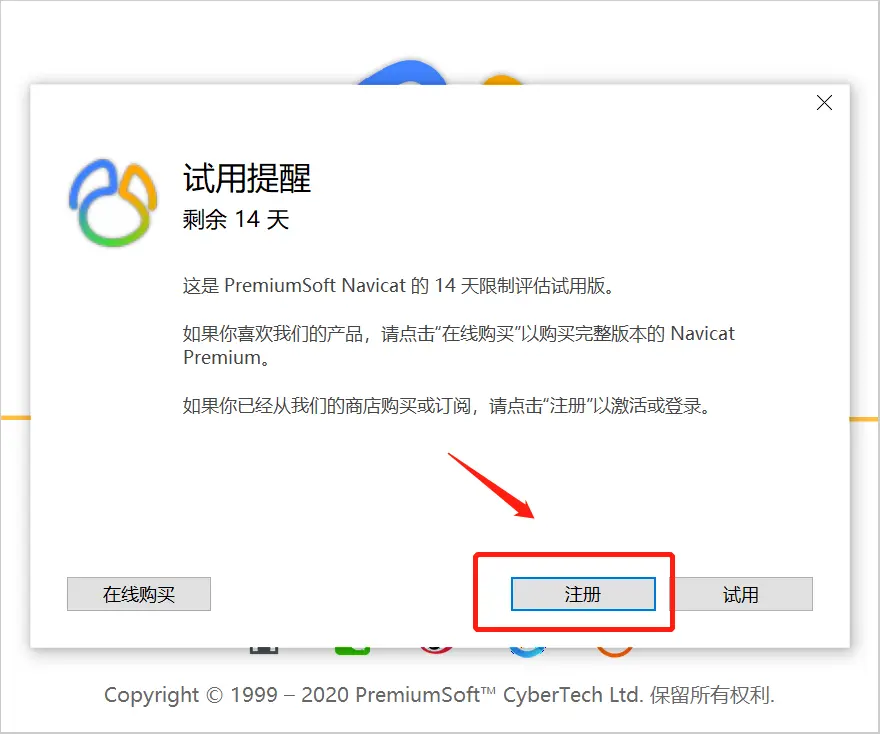 试用提醒
剩余 14 天
这是 PremiumSoft Navicat 的 14 天限制评估试用版。
如果你喜欢我们的产品，请点击“在线购买”以购买完整版本的 Navicat
Premium。
如果你已经从我们的商店购买或订阅，请点击“注册”以激活或登录。
在线购买
注册
试用
Copyright © 1999 – 2020 PremiumSoft™ CyberTech Ltd. 保留所有权利.